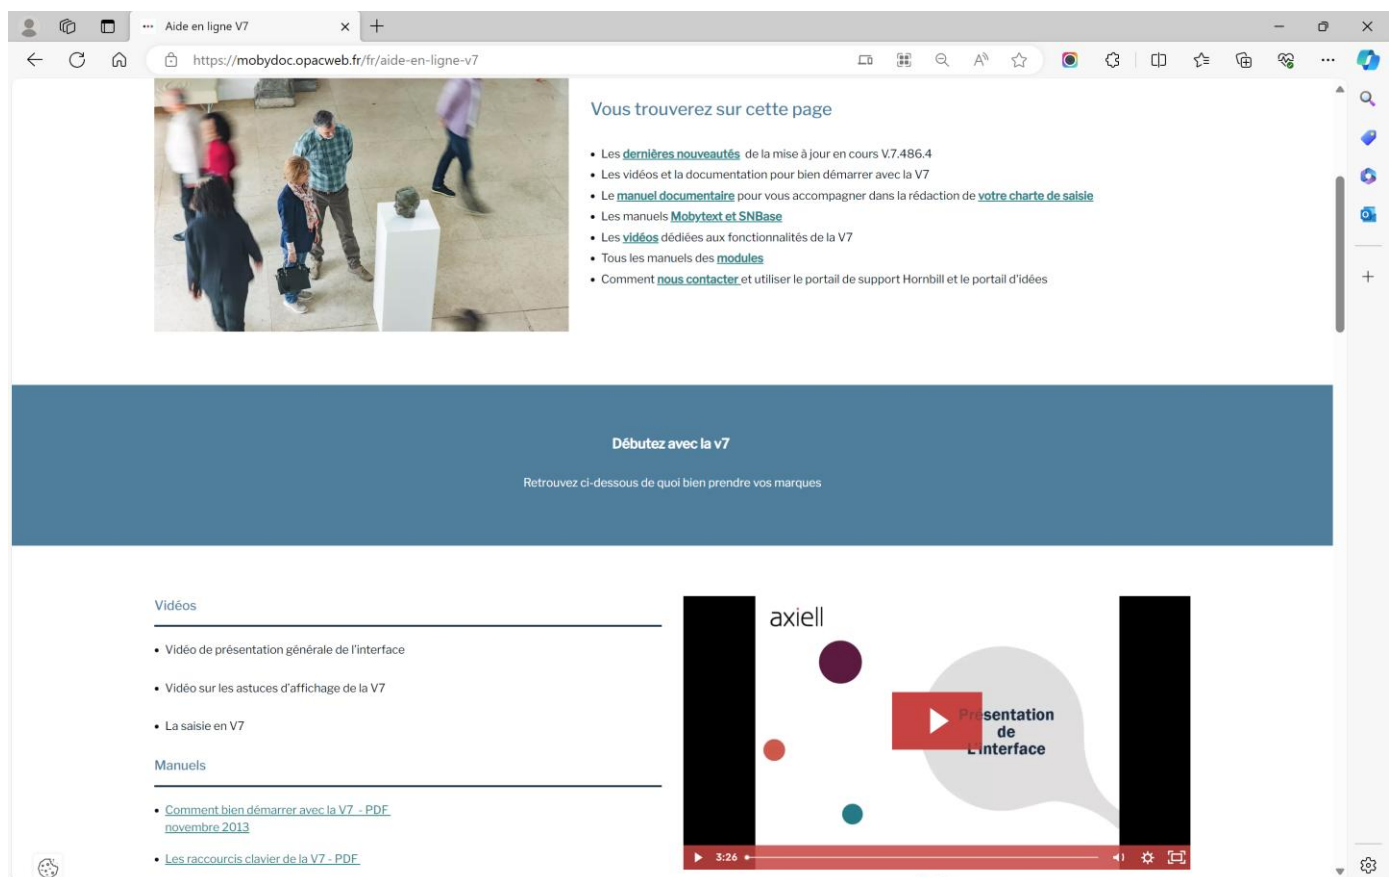 Aide en ligne V7
https://mobydoc.opacweb.fr/fr/aide-en-ligne-v7
Vous trouverez sur cette page
Les dernières nouveautés de la mise à jour en cours V.7.486.4
Les vidéos et la documentation pour bien démarrer avec la V7
Le manuel documentaire pour vous accompagner dans la rédaction de votre charte de saisie
Les manuels Mobytext et SNBase
Les vidéos dédiées aux fonctionnalités de la V7
Tous les manuels des modules
Comment nous contacter et utiliser le portail de support Hornbill et le portail d'idées
Débutez avec la v7
Retrouvez ci-dessous de quoi bien prendre vos marques
Vidéos
Vidéo de présentation générale de l'interface
Vidéo sur les astuces d'affichage de la V7
La saisie en V7
Manuels
Comment bien démarrer avec la V7 - PDF
novembre 2013
Les raccourcis clavier de la V7 - PDF
axiell
Présentation
de
L'interface
3:26